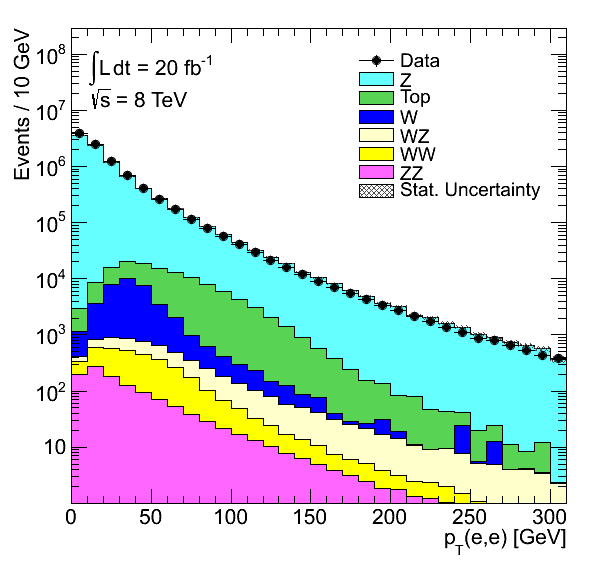 Events / 10 GeV
10⁸
10⁷
10⁶
10⁵
10⁴
10³
10²
10
∫L dt = 20 fb⁻¹
√s = 8 TeV
Data
Z
Top
W
WZ
WW
ZZ
Stat. Uncertainty
0 50 100 150 200 250 300
p_T(e,e) [GeV]